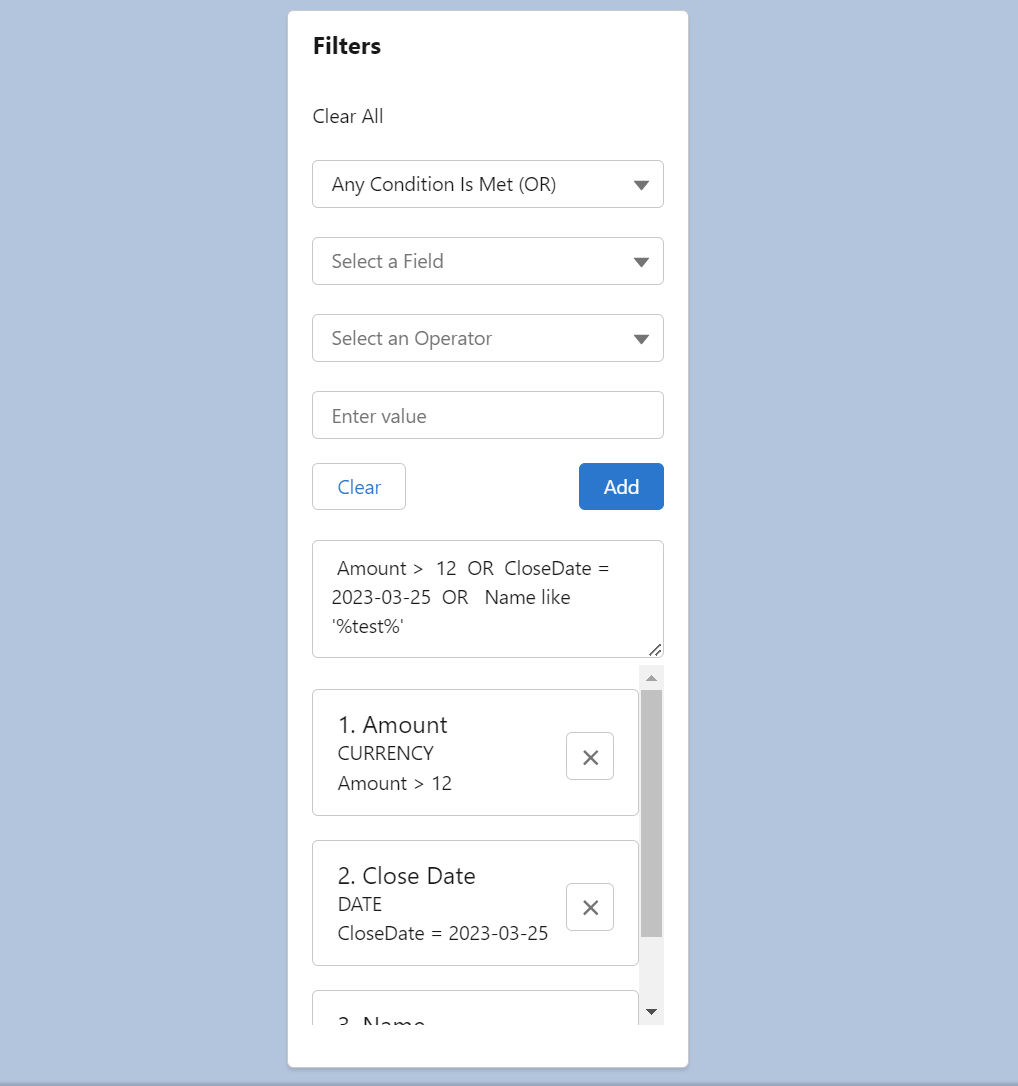 Filters
Clear All
Any Condition Is Met (OR)
Select a Field
Select an Operator
Enter value
Clear
Add
Amount >  12  OR  CloseDate =
2023-03-25  OR   Name like
'%test%'
1. Amount
CURRENCY
Amount > 12
2. Close Date
DATE
CloseDate = 2023-03-25
3. Name